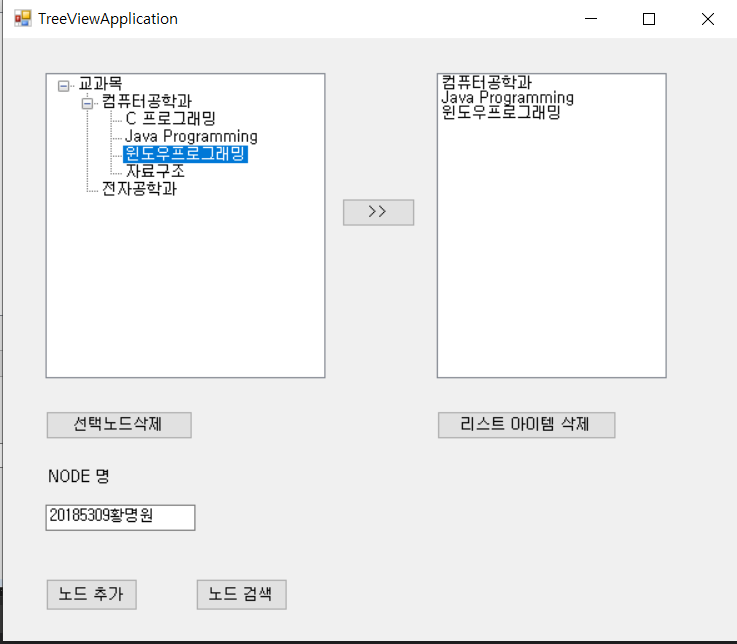 TreeViewApplication
교과목
컴퓨터공학과
C 프로그래밍
Java Programming
윈도우프로그래밍
자료구조
전자공학과
>>
컴퓨터공학과
Java Programming
윈도우프로그래밍
선택노드삭제
리스트 아이템 삭제
NODE 명
20185309황명원
노드 추가
노드 검색